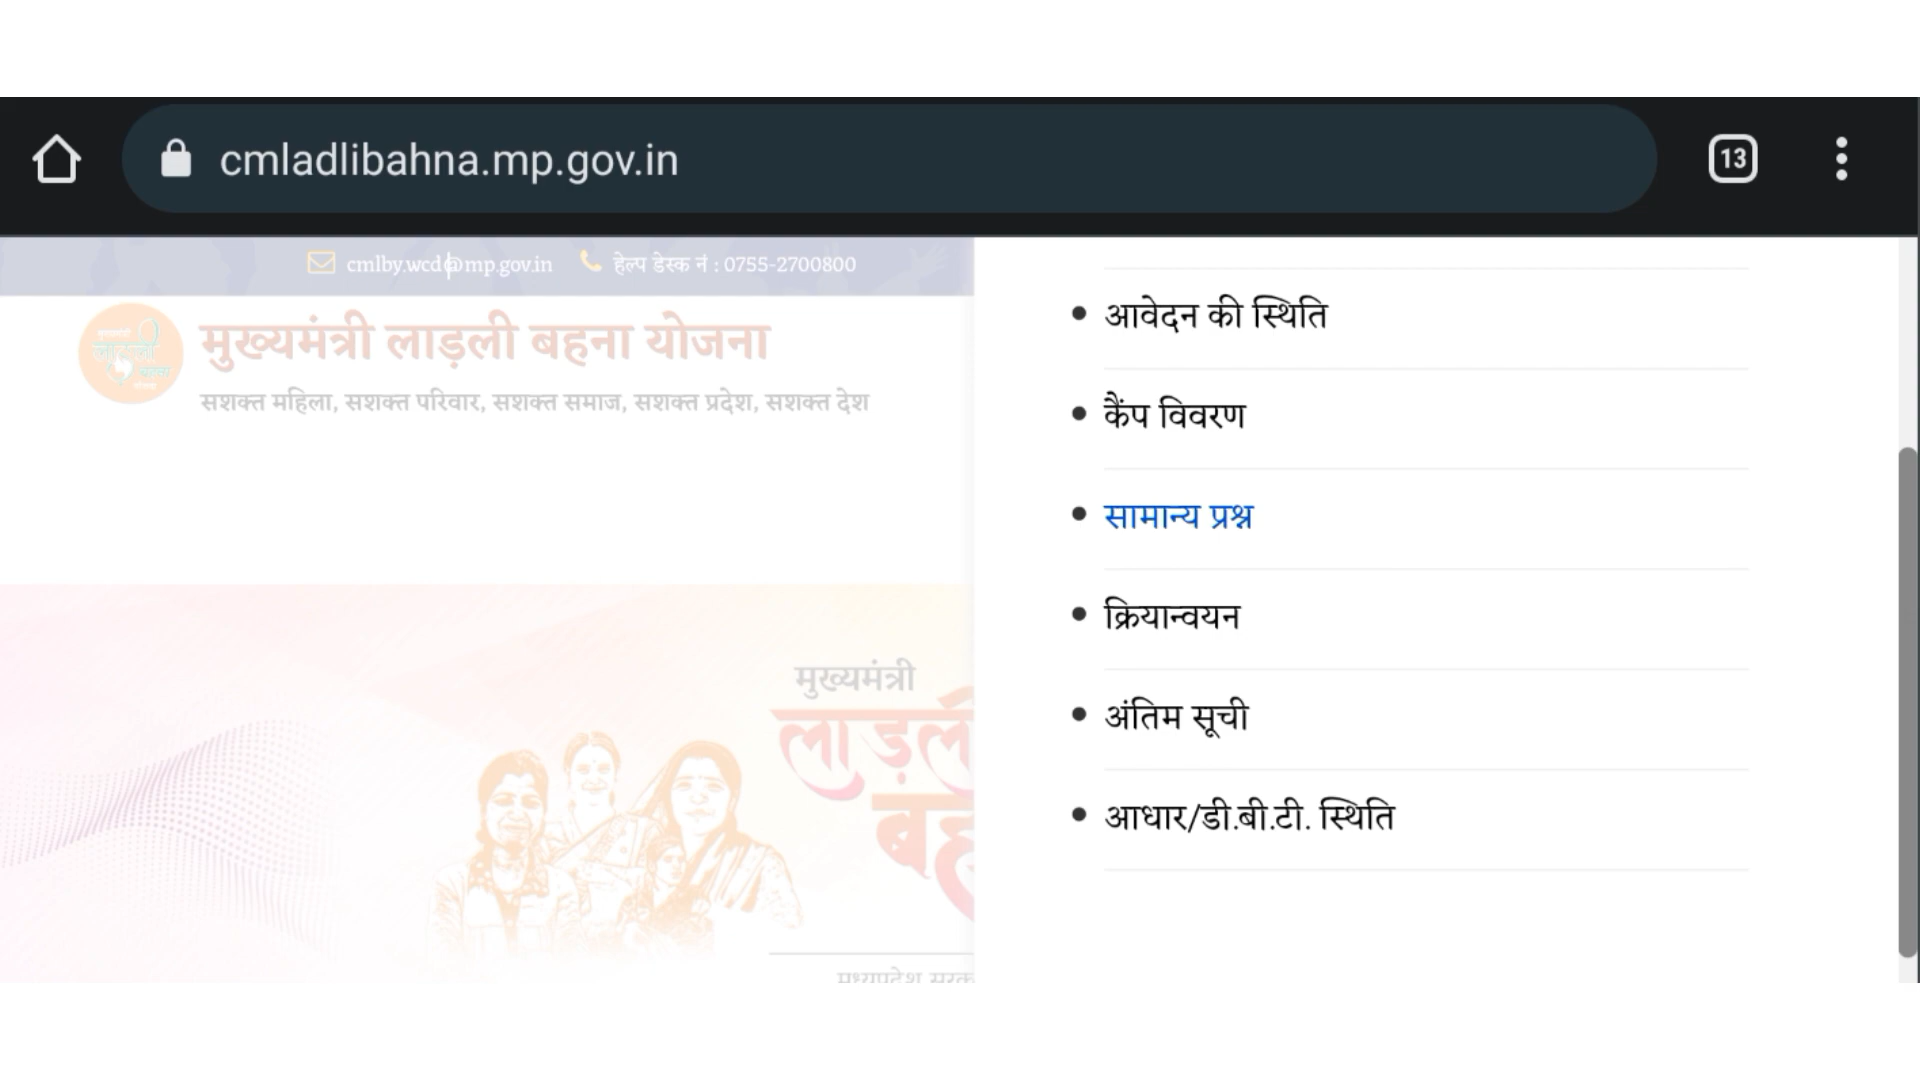 cmladlibahna.mp.gov.in
13
cmlby.wcd@mp.gov.in हेल्प डेस्क नं : 0755-2700800
मुख्यमंत्री लाड़ली बहना योजना
सशक्त महिला, सशक्त परिवार, सशक्त समाज, सशक्त प्रदेश, सशक्त देश
मुख्यमंत्री
लाड़ली
आवेदन की स्थिति
कैंप विवरण
सामान्य प्रश्न
क्रियान्वयन
अंतिम सूची
आधार/डी.बी.टी. स्थिति